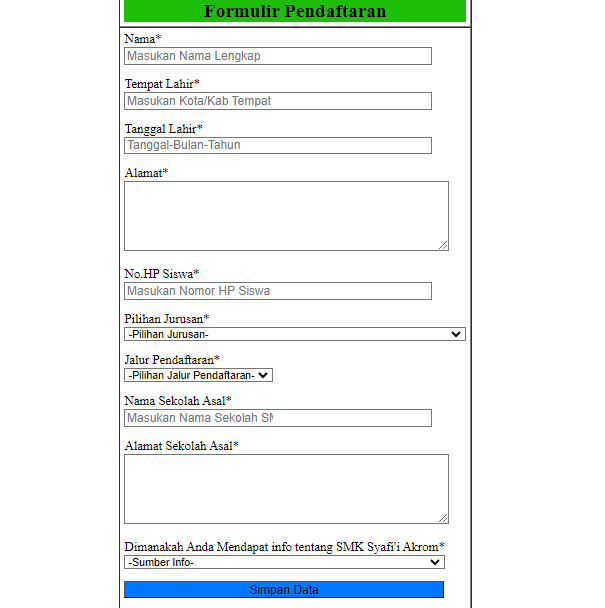 Formulir Pendaftaran
Nama*
Masukan Nama Lengkap
Tempat Lahir*
Masukan Kota/Kab Tempat
Tanggal Lahir*
Tanggal-Bulan-Tahun
Alamat*
No.HP Siswa*
Masukan Nomor HP Siswa
Pilihan Jurusan*
-Pilihan Jurusan-
Jalur Pendaftaran*
-Pilihan Jalur Pendaftaran-
Nama Sekolah Asal*
Masukan Nama Sekolah SM
Alamat Sekolah Asal*
Dimanakah Anda Mendapat info tentang SMK Syafi'i Akrom*
-Sumber Info-
Simpan Data